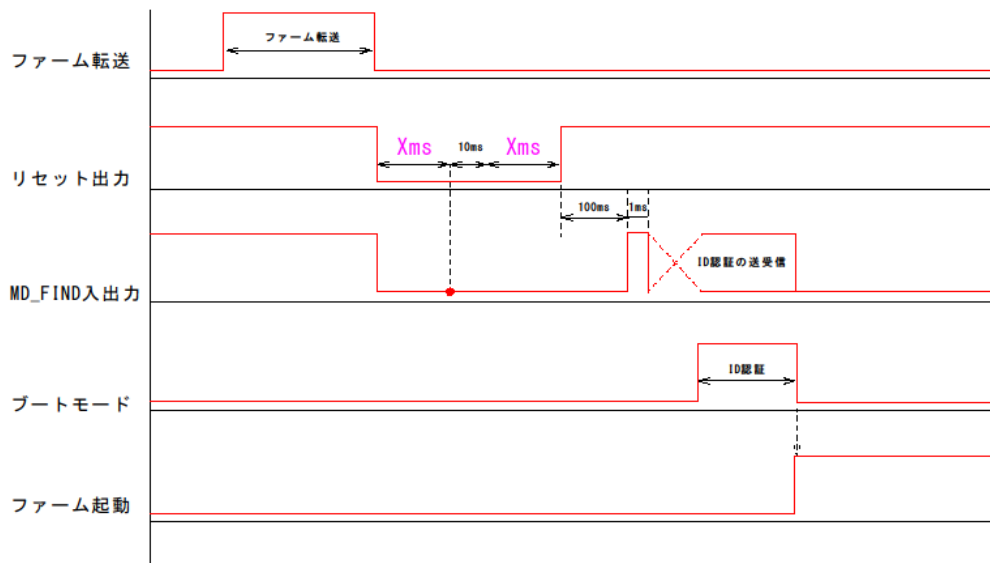 ファーム転送
ファーム転送
リセット出力
Xms
10ms
Xms
100ms
1ms
MD_FIND入出力
ID認証の送受信
ブートモード
ID認証
ファーム起動